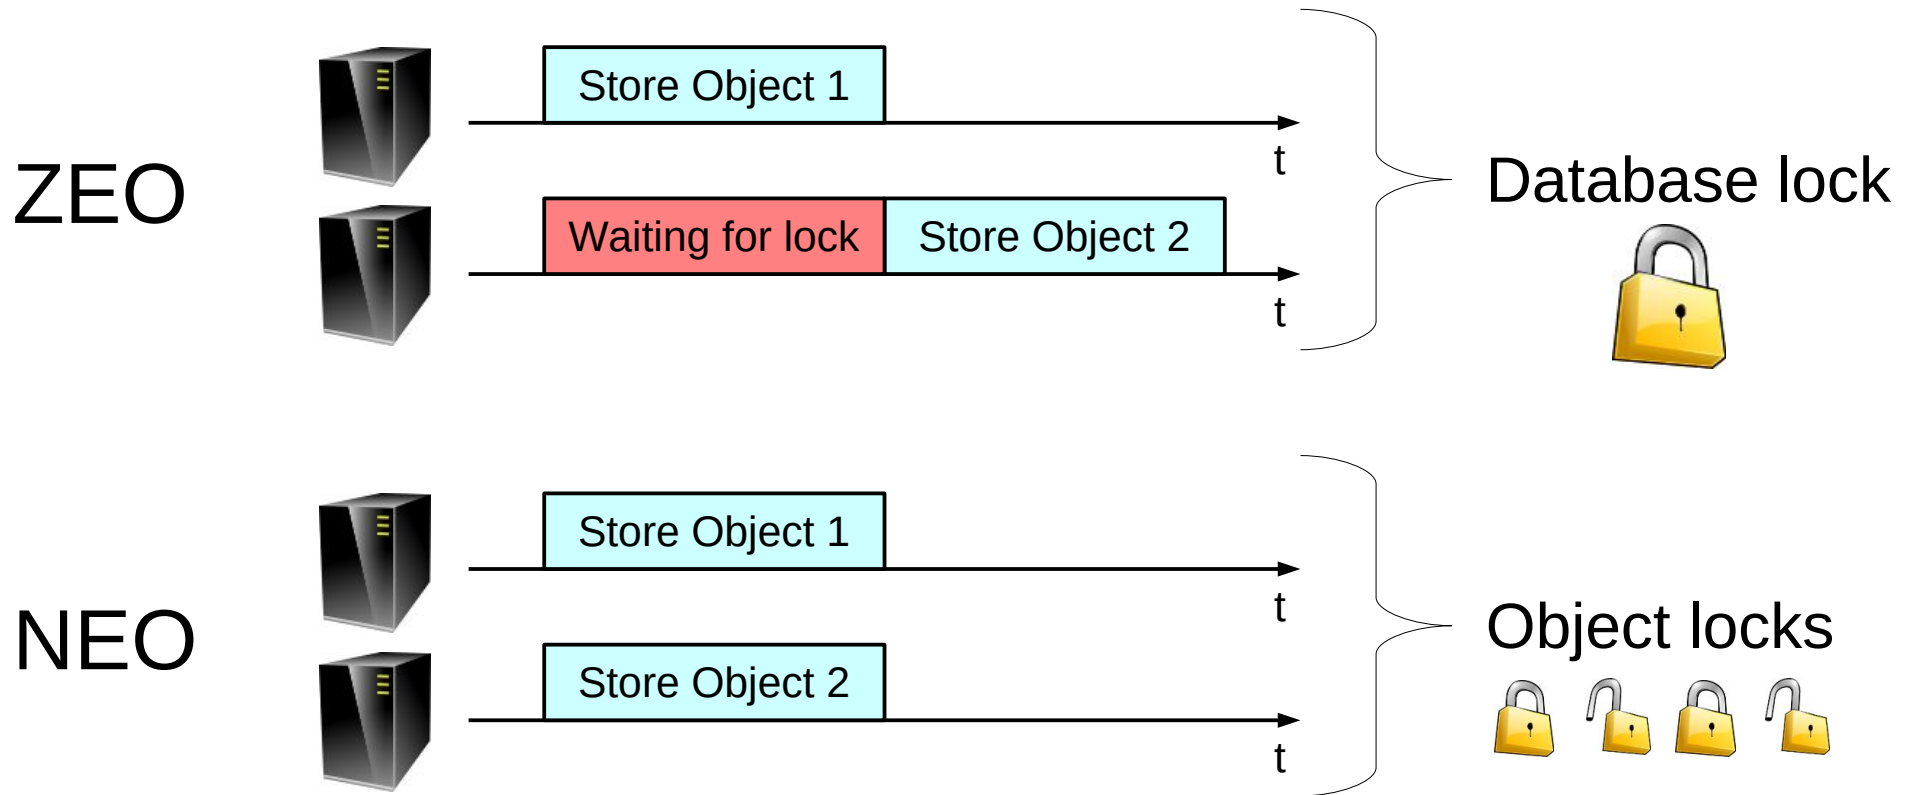 ZEO
Store Object 1
t
Waiting for lock
Store Object 2
t
Database lock
NEO
Store Object 1
t
Store Object 2
t
Object locks